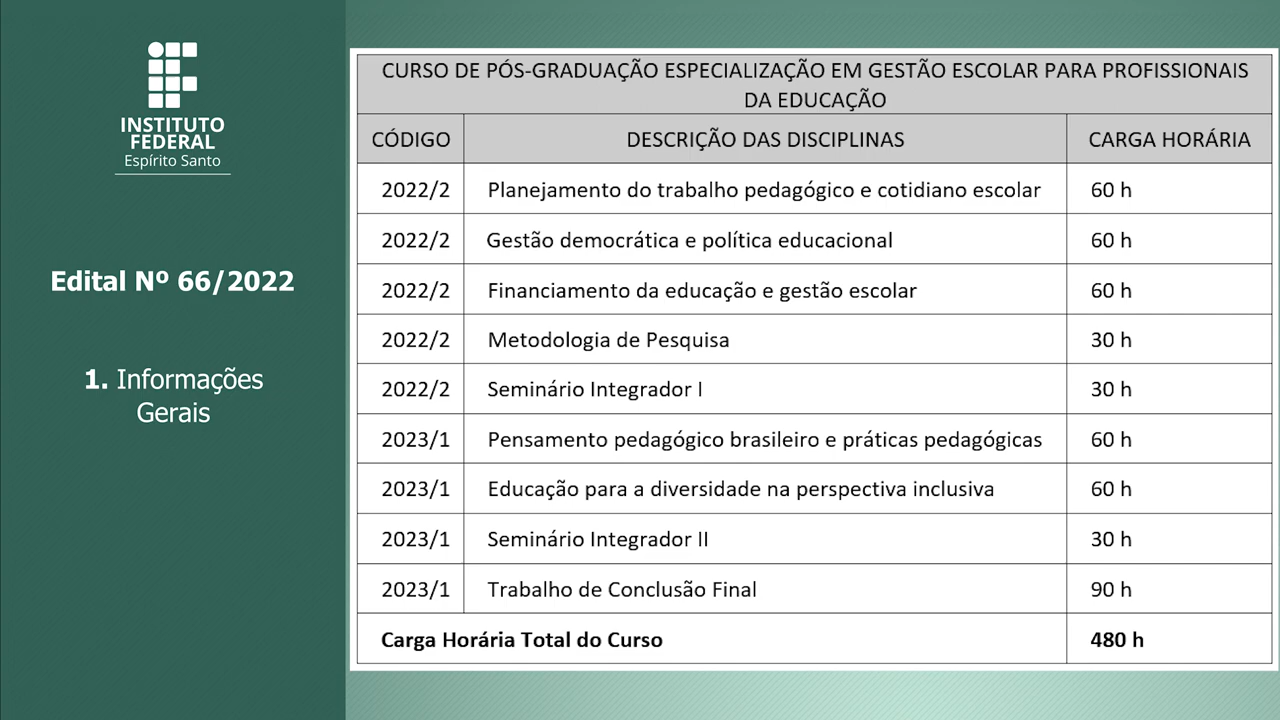 INSTITUTO
FEDERAL
Espírito Santo
Edital Nº 66/2022
1. Informações
Gerais
CURSO DE PÓS-GRADUAÇÃO ESPECIALIZAÇÃO EM GESTÃO ESCOLAR PARA PROFISSIONAIS
DA EDUCAÇÃO
CÓDIGO DESCRIÇÃO DAS DISCIPLINAS CARGA HORÁRIA
2022/2 Planejamento do trabalho pedagógico e cotidiano escolar 60 h
2022/2 Gestão democrática e política educacional 60 h
2022/2 Financiamento da educação e gestão escolar 60 h
2022/2 Metodologia de Pesquisa 30 h
2022/2 Seminário Integrador I 30 h
2023/1 Pensamento pedagógico brasileiro e práticas pedagógicas 60 h
2023/1 Educação para a diversidade na perspectiva inclusiva 60 h
2023/1 Seminário Integrador II 30 h
2023/1 Trabalho de Conclusão Final 90 h
Carga Horária Total do Curso 480 h